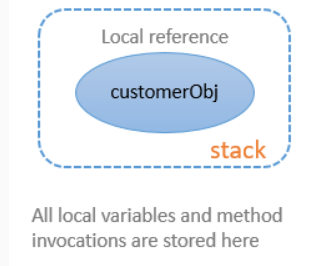 Local reference
customerObj
stack
All local variables and method
invocations are stored here